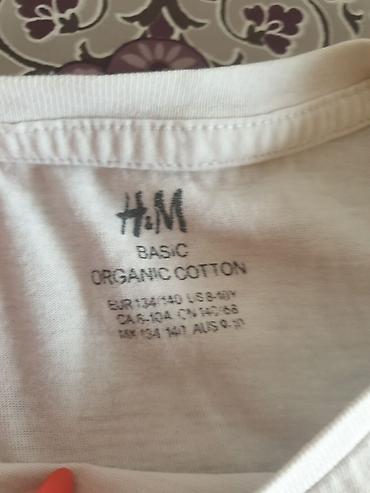 H&M
BASIC
ORGANIC COTTON
EUR 134/140 US 8-10Y
CA 8-10A CN 140/68
MX 134 140 AUS 9-10